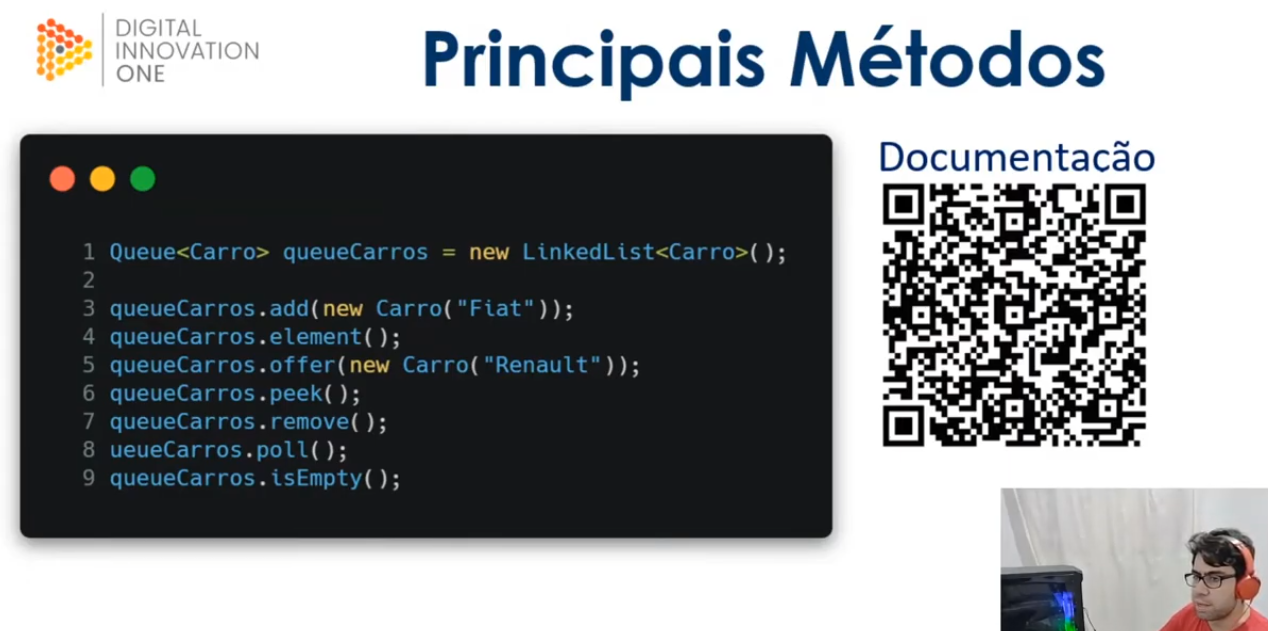 DIGITAL
INNOVATION
ONE
Principais Métodos
Documentação
1 Queue<Carro> queueCarros = new LinkedList<Carro>();
2
3 queueCarros.add(new Carro("Fiat"));
4 queueCarros.element();
5 queueCarros.offer(new Carro("Renault"));
6 queueCarros.peek();
7 queueCarros.remove();
8 ueueCarros.poll();
9 queueCarros.isEmpty();